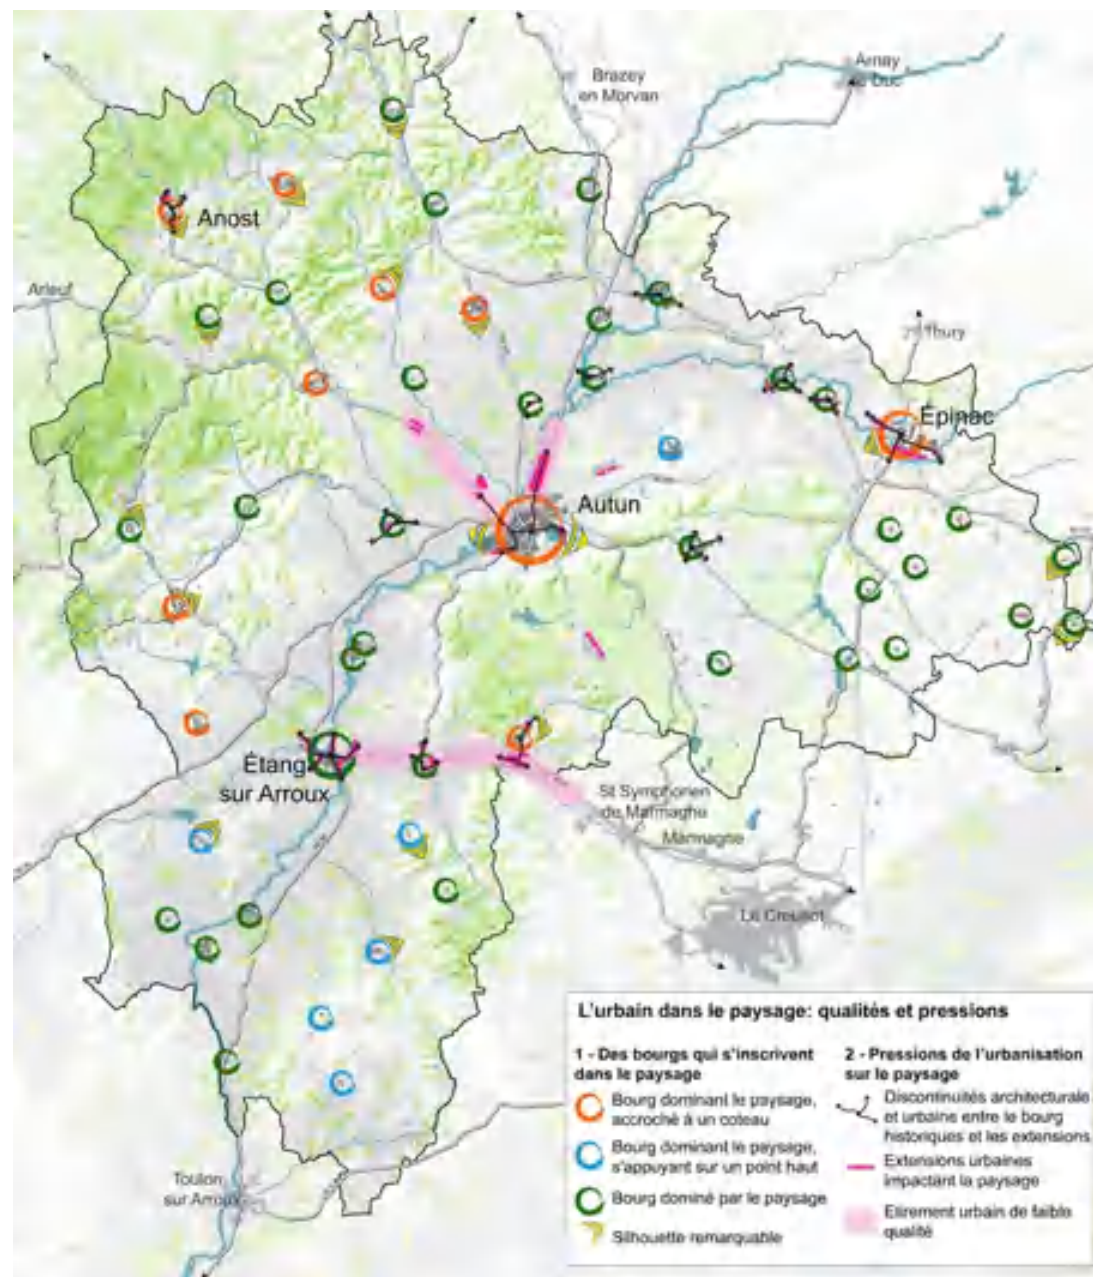 Arnay
le Duc
Brazey
en Morvan
Anost
Arleuf
Thury
Épinac
Autun
Étang
sur Arroux
St Symphorien
de Marmagne
Marmagne
Le Creusot
Toulon
sur Arroux
L'urbain dans le paysage: qualités et pressions
1 - Des bourgs qui s'inscrivent
dans le paysage
Bourg dominant le paysage,
accroché à un coteau
Bourg dominant le paysage,
s'appuyant sur un point haut
Bourg dominé par le paysage
Silhouette remarquable
2 - Pressions de l'urbanisation
sur le paysage
Discontinuités architecturale
et urbaine entre le bourg
historiques et les extensions
Extensions urbaines
impactant la paysage
Etirement urbain de faible
qualité